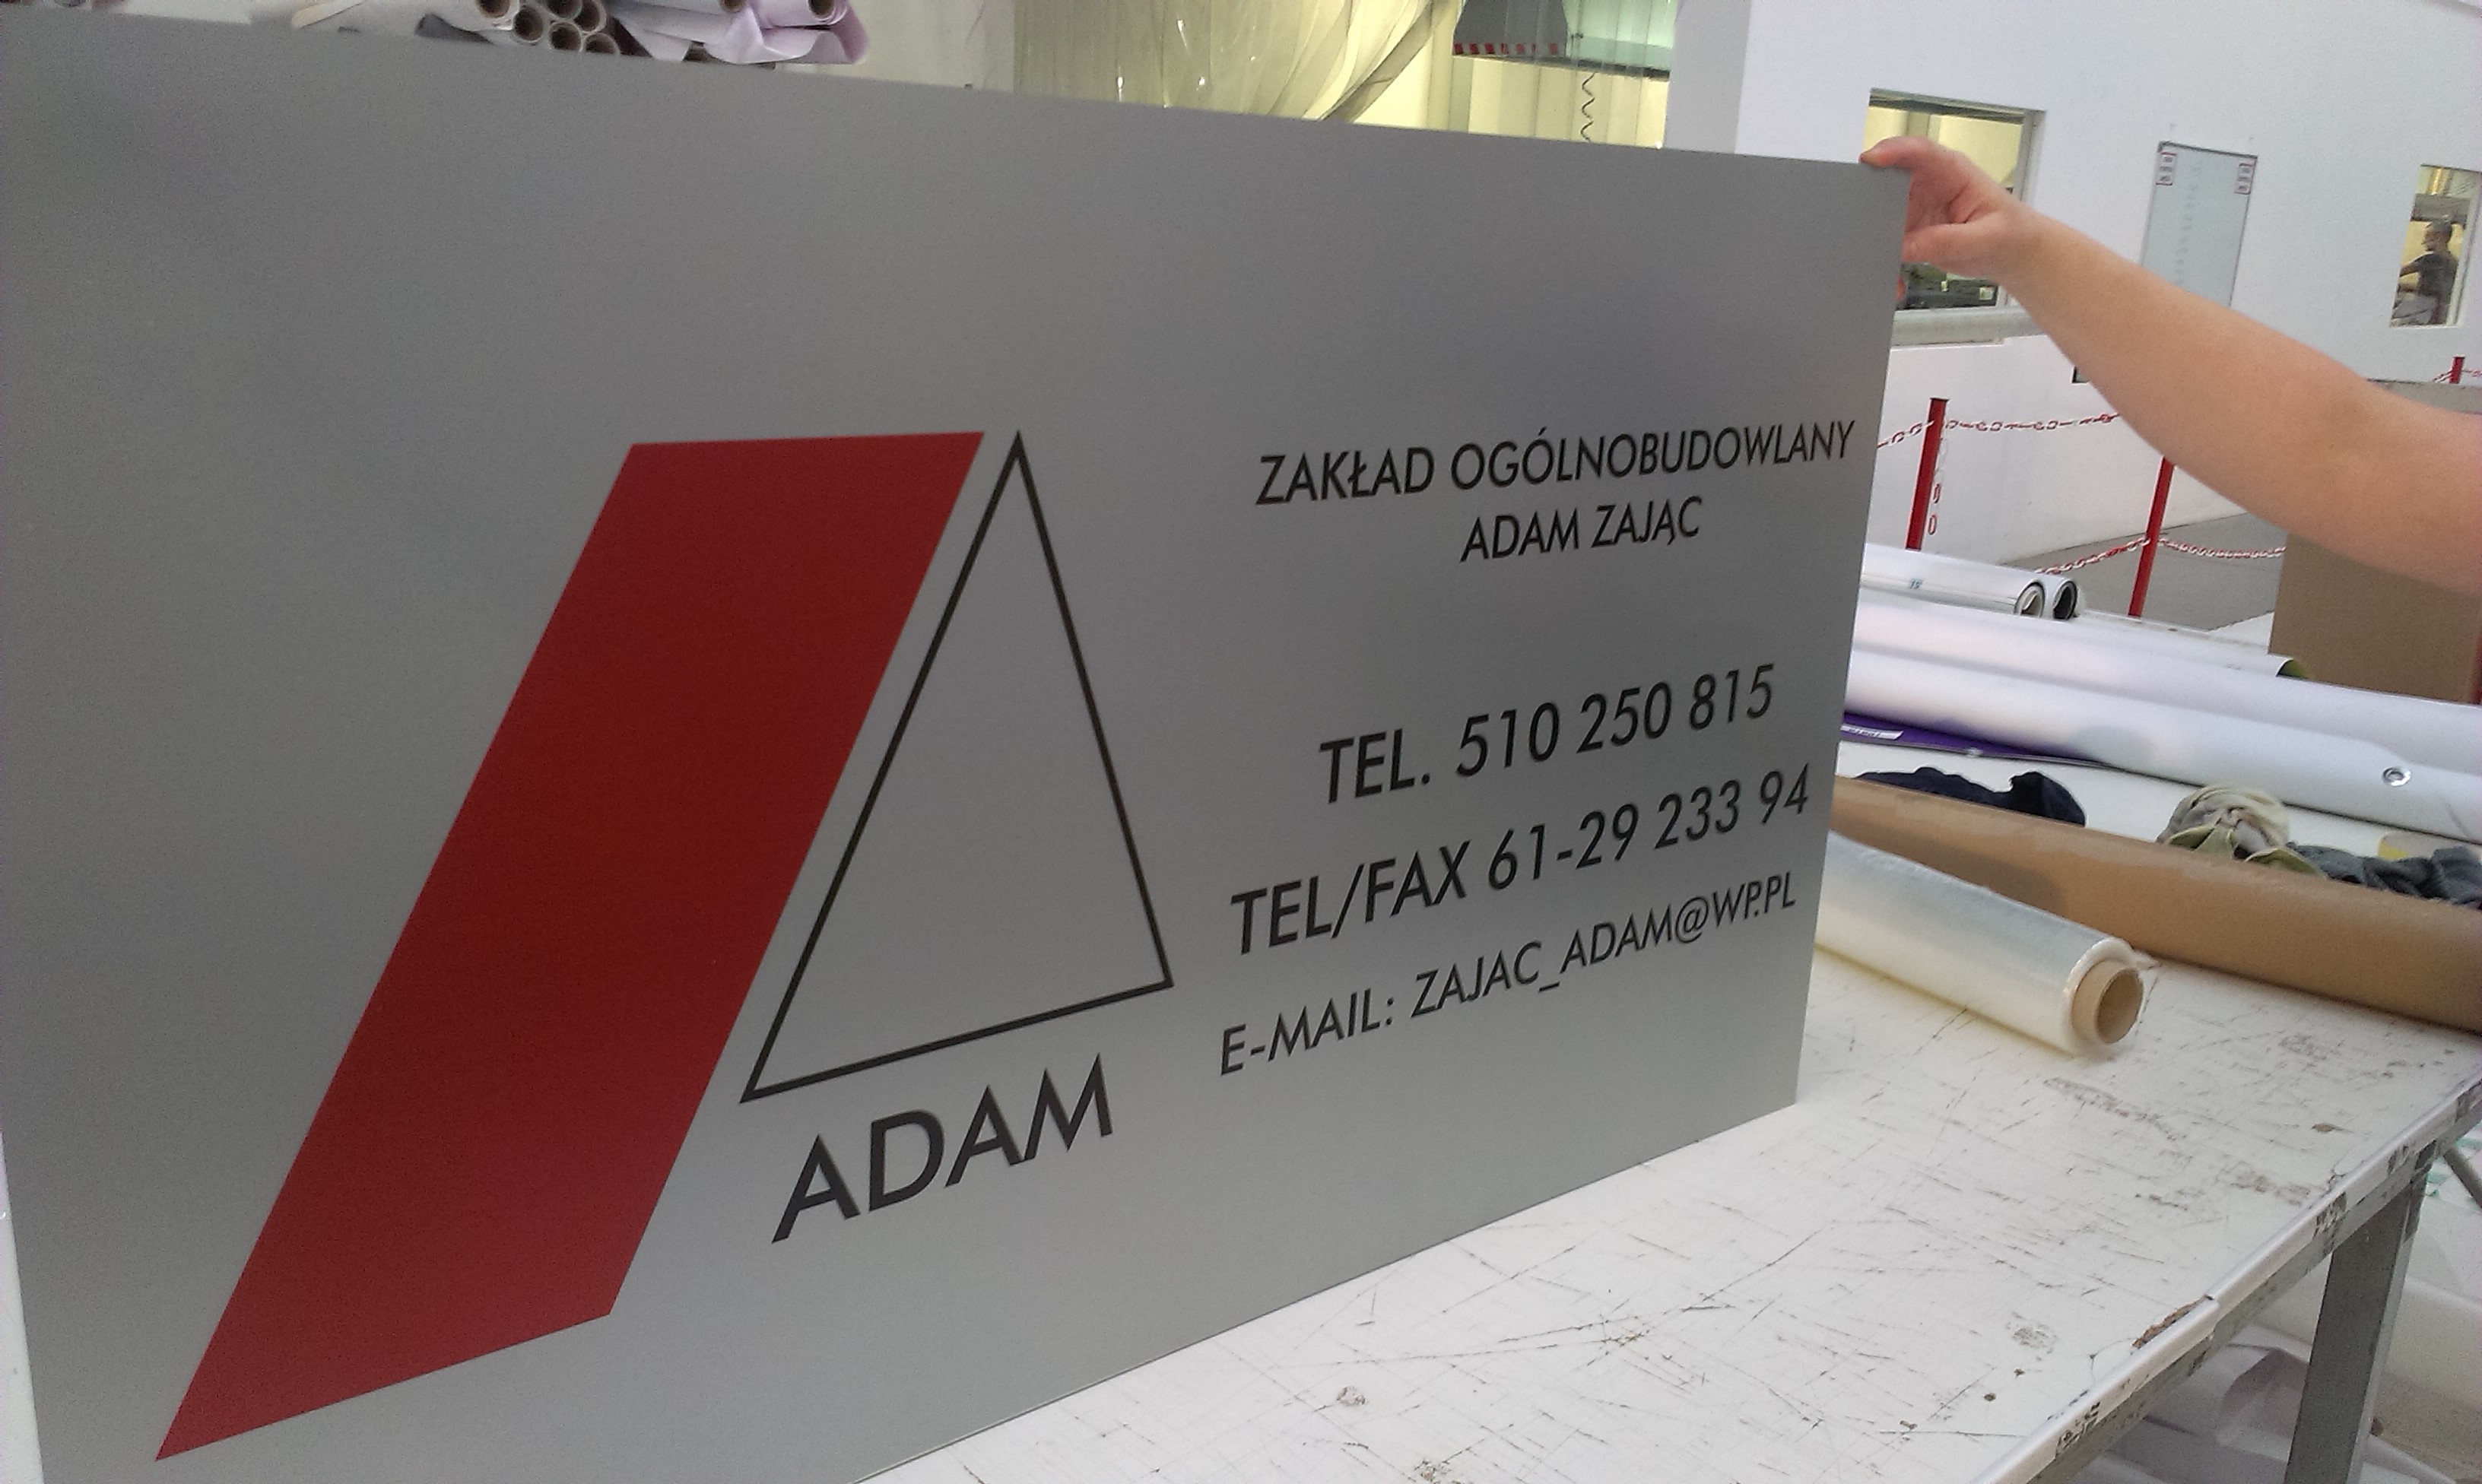 ADAM
ZAKŁAD OGÓLNOBUDOWLANY
ADAM ZAJĄC
TEL. 510 250 815
TEL/FAX 61-29 233 94
E-MAIL: ZAJAC_ADAM@WP.PL